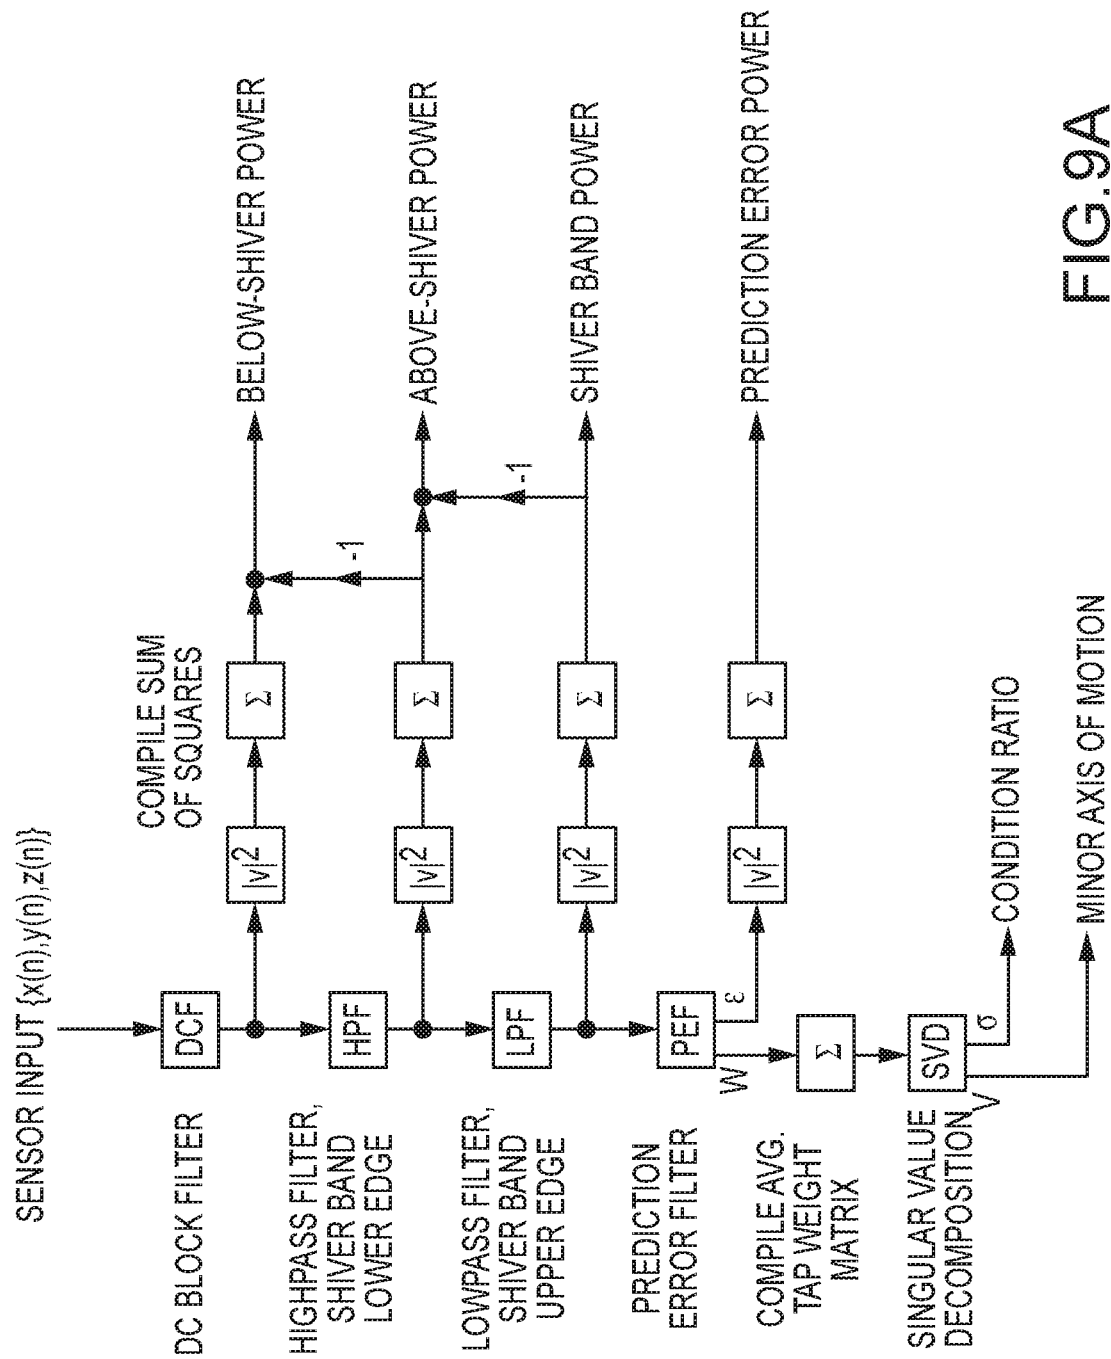 SENSOR INPUT {x(n),y(n),z(n)}
DC BLOCK FILTER
DCF
COMPILE SUM
OF SQUARES
|v|²
Σ
BELOW-SHIVER POWER
-1
HIGHPASS FILTER,
SHIVER BAND
LOWER EDGE
HPF
|v|²
Σ
ABOVE-SHIVER POWER
-1
LOWPASS FILTER,
SHIVER BAND
UPPER EDGE
LPF
|v|²
Σ
SHIVER BAND POWER
PREDICTION
ERROR FILTER
PEF
W
ε
|v|²
Σ
PREDICTION ERROR POWER
COMPILE AVG.
TAP WEIGHT
MATRIX
Σ
SINGULAR VALUE
DECOMPOSITION
SVD
V
σ
CONDITION RATIO
MINOR AXIS OF MOTION
FIG.9A